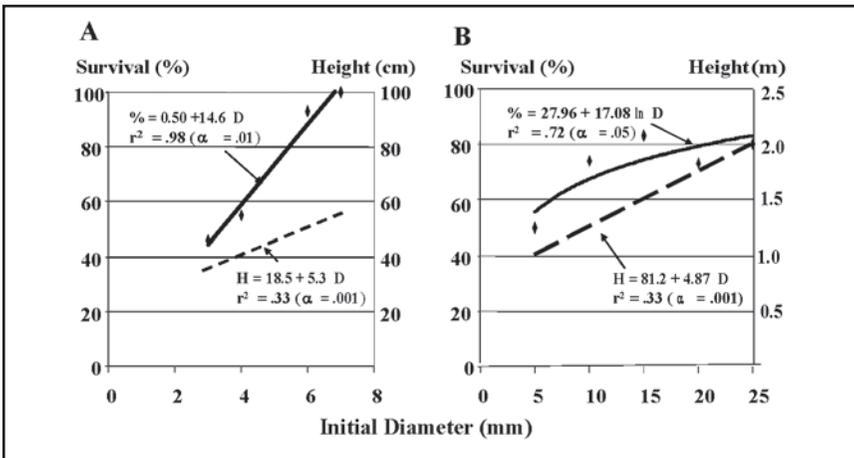 A
B
Survival (%)
Height (cm)
Survival (%)
Height (m)
100
80
60
40
20
0
% = 0.50 +14.6 D
r² =.98 ( α =.01)
H = 18.5 + 5.3 D
r² =.33 ( α =.001)
100
80
60
40
20
0
2
4
6
8
100
80
60
40
20
0
% = 27.96 + 17.08 ln D
r² =.72 ( α =.05)
H = 81.2 + 4.87 D
r² =.33 ( α =.001)
2.5
2.0
1.5
1.0
0.5
0
5
10
15
20
25
Initial Diameter (mm)